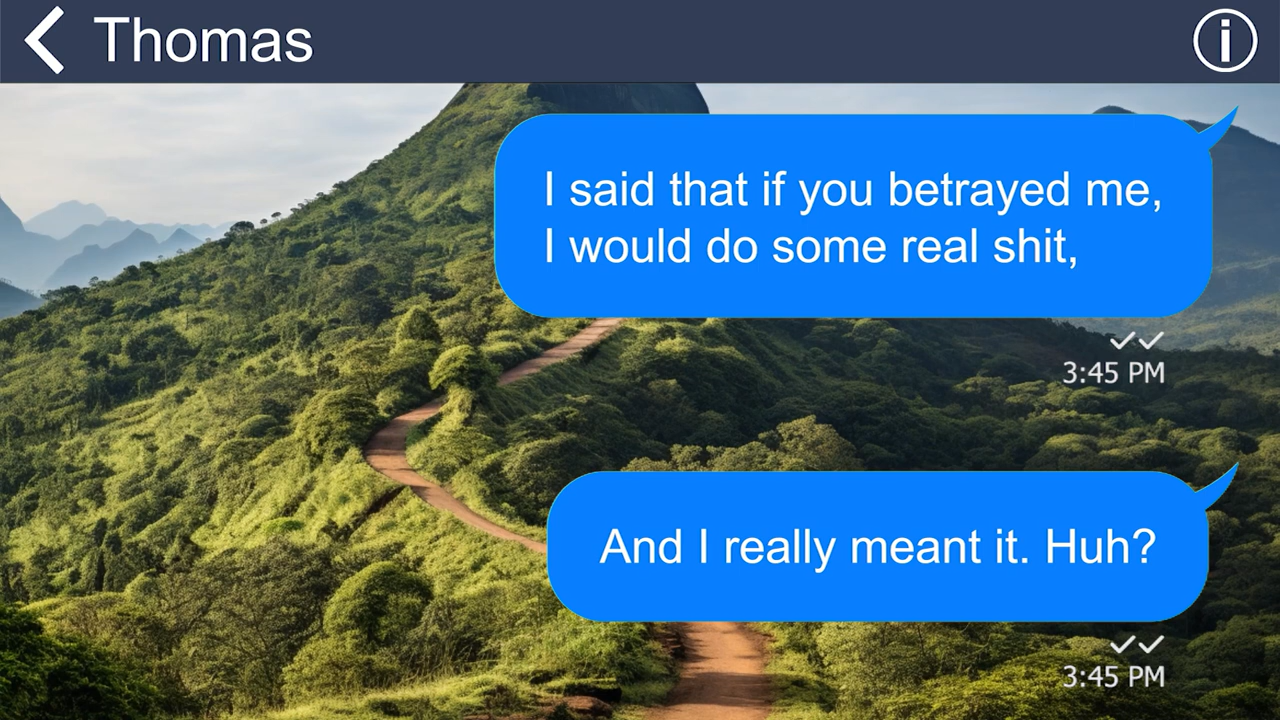 Thomas
I said that if you betrayed me,
I would do some real shit,
3:45 PM
And I really meant it. Huh?
3:45 PM